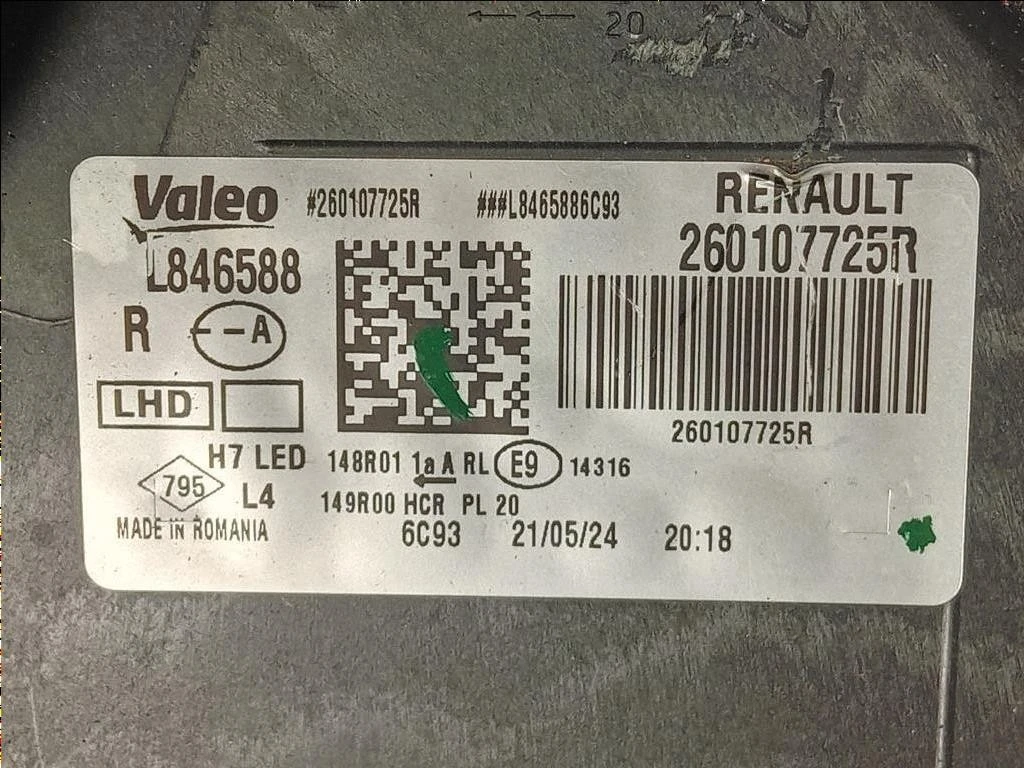 20
Valeo #260107725R ###L8465886C93 RENAULT
L846588 260107725R
R --A
LHD
260107725R
H7 LED 148R01 1a A RL E9 14316
795 L4 149R00 HCR PL 20
MADE IN ROMANIA 6C93 21/05/24 20:18